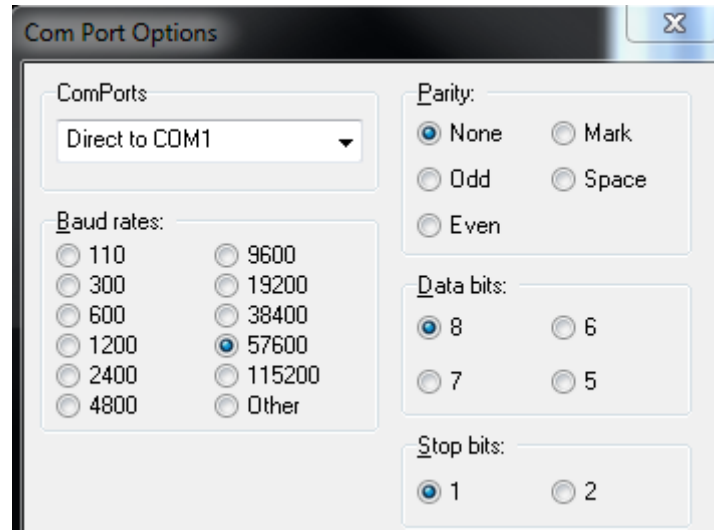 Com Port Options
ComPorts
Direct to COM1
Baud rates:
110 9600
300 19200
600 38400
1200 57600
2400 115200
4800 Other
Parity:
None Mark
Odd Space
Even
Data bits:
8 6
7 5
Stop bits:
1 2